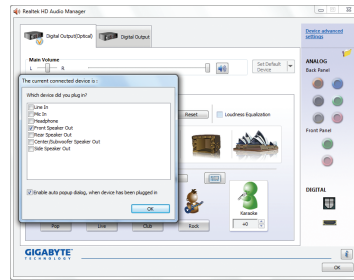 Realtek HD Audio Manager
Digital Output(Optical)
Digital Output
Device advanced settings
Main Volume
L
R
Set Default Device
ANALOG
Back Panel
The current connected device is :
Which device did you plug in?
Line In
Mic In
Headphone
Front Speaker Out
Rear Speaker Out
Center/Subwoofer Speaker Out
Side Speaker Out
Enable auto popup dialog, when device has been plugged in
OK
Reset
Loudness Equalization
Front Panel
DIGITAL
Karaoke
Pop
Live
Club
Rock
+0
GIGABYTE
TECHNOLOGY
OK